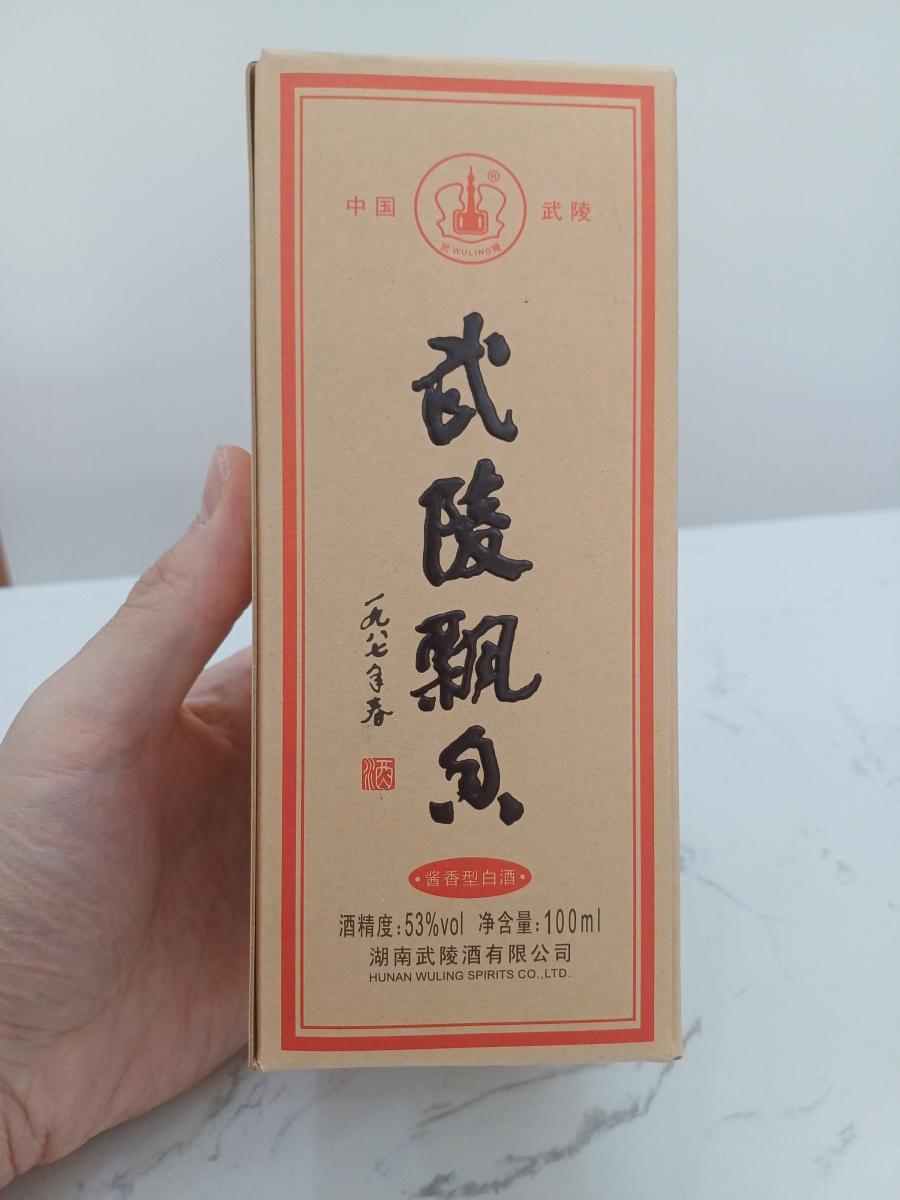 中国
武陵
®
武 WULING 陵
武陵飘香
一九八七年春
酒
酱香型白酒
酒精度:53%vol 净含量:100ml
湖南武陵酒有限公司
HUNAN WULING SPIRITS CO.,LTD.